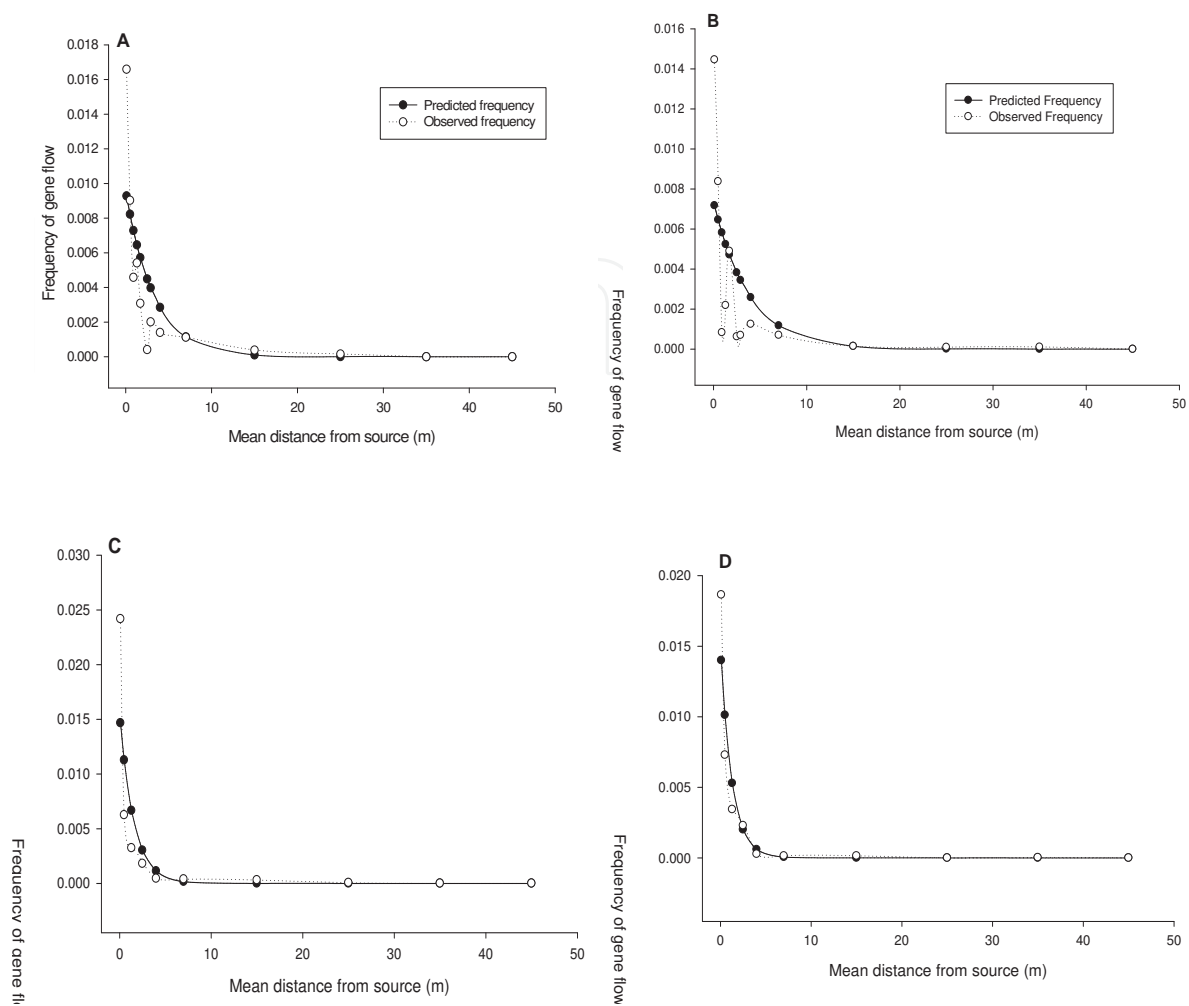 A
0.018
0.016
0.014
0.012
0.010
0.008
0.006
0.004
0.002
0.000
Frequency of gene flow
Predicted frequency
Observed frequency
0 10 20 30 40 50
Mean distance from source (m)
B
0.016
0.014
0.012
0.010
0.008
0.006
0.004
0.002
0.000
Frequency of gene flow
Predicted Frequency
Observed Frequency
0 10 20 30 40 50
Mean distance from source (m)
C
0.030
0.025
0.020
0.015
0.010
0.005
0.000
Frequency of gene
0 10 20 30 40 50
Mean distance from source (m)
D
0.020
0.015
0.010
0.005
0.000
Frequency of gene flow
0 10 20 30 40 50
Mean distance from source (m)